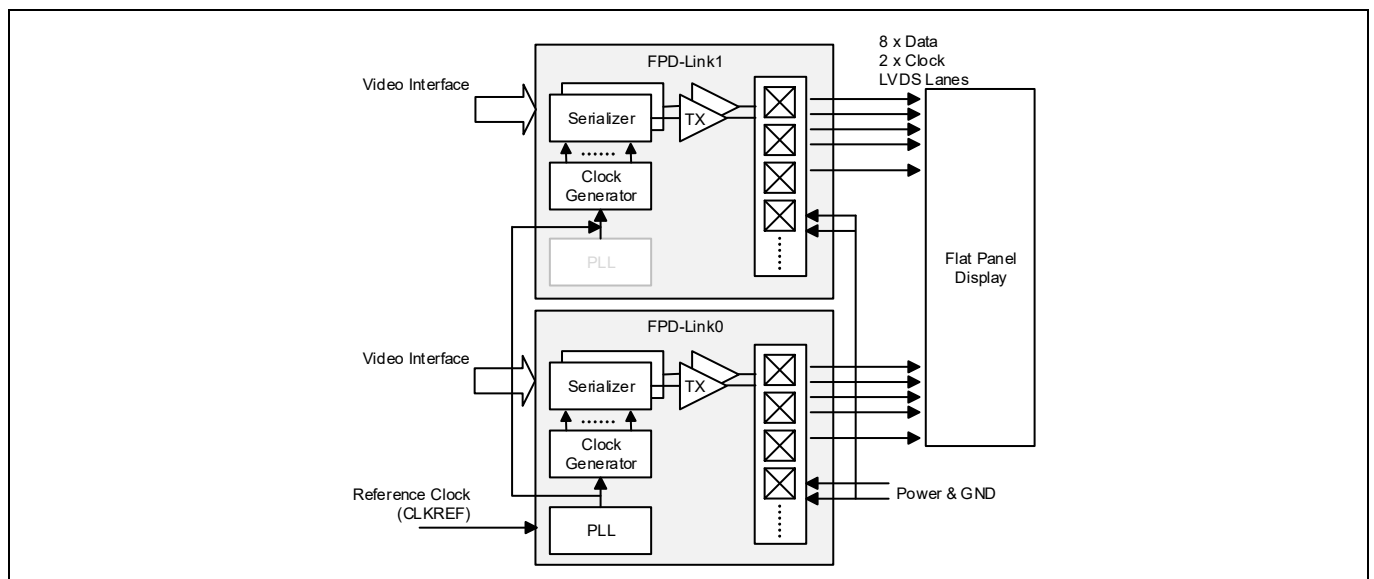 8 x Data
2 x Clock
LVDS Lanes
FPD-Link1
Video Interface
Serializer
TX
......
Clock
Generator
PLL
Flat Panel
Display
FPD-Link0
Video Interface
Serializer
TX
......
Clock
Generator
Reference Clock
(CLKREF)
PLL
Power & GND